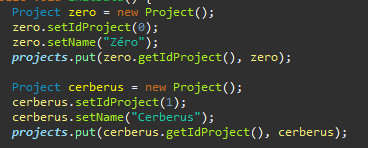 Project zero = new Project();
zero.setIdProject(0);
zero.setName("Zéro");
projects.put(zero.getIdProject(), zero);
Project cerberus = new Project();
cerberus.setIdProject(1);
cerberus.setName("Cerberus");
projects.put(cerberus.getIdProject(), cerberus);